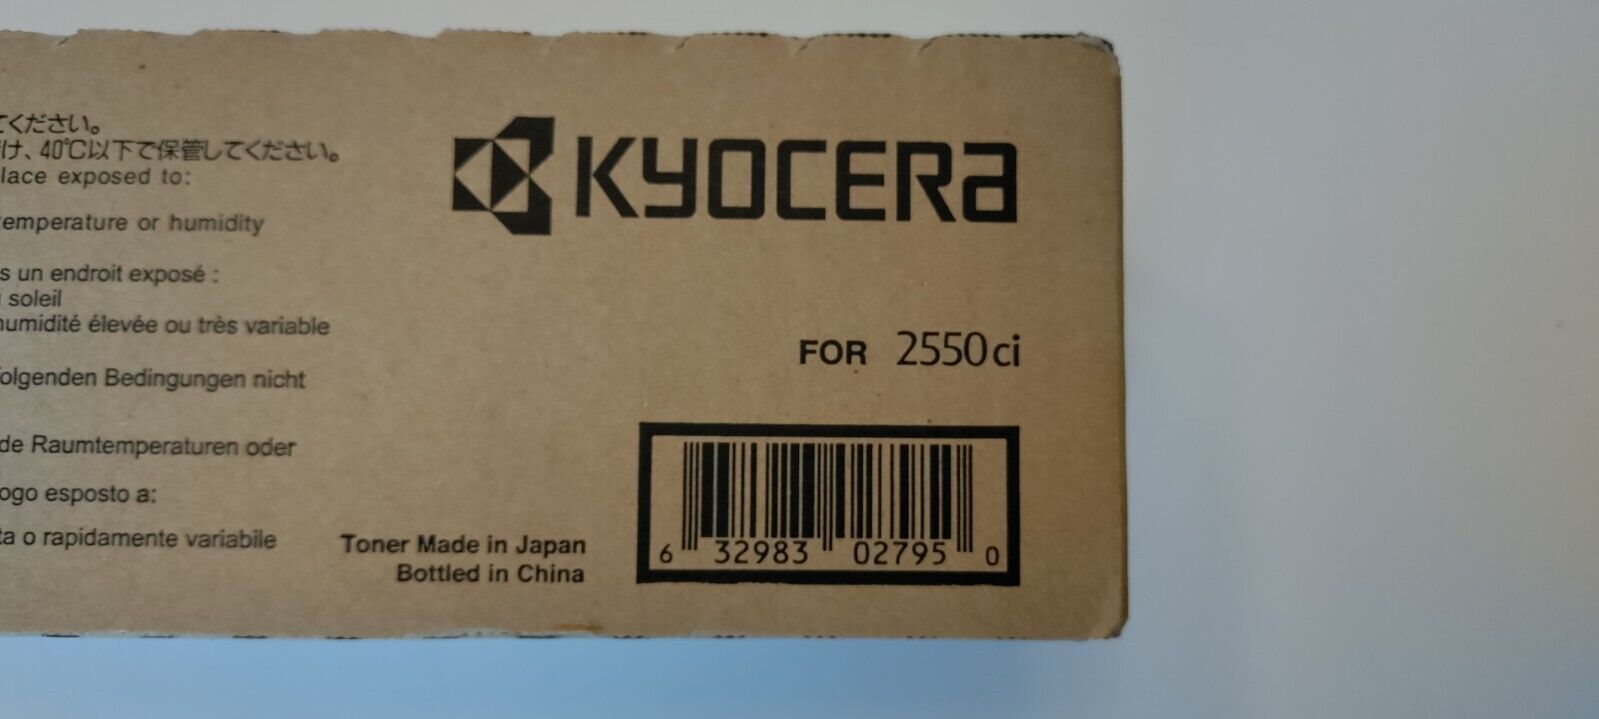 てください。
け、40℃以下で保管してください。
lace exposed to:
emperature or humidity
s un endroit exposé :
soleil
humidité élevée ou très variable
folgenden Bedingungen nicht
de Raumtemperaturen oder
ogo esposto a:
ta o rapidamente variabile
KYOCERA
FOR 2550ci
Toner Made in Japan
Bottled in China
6 32983 02795 0